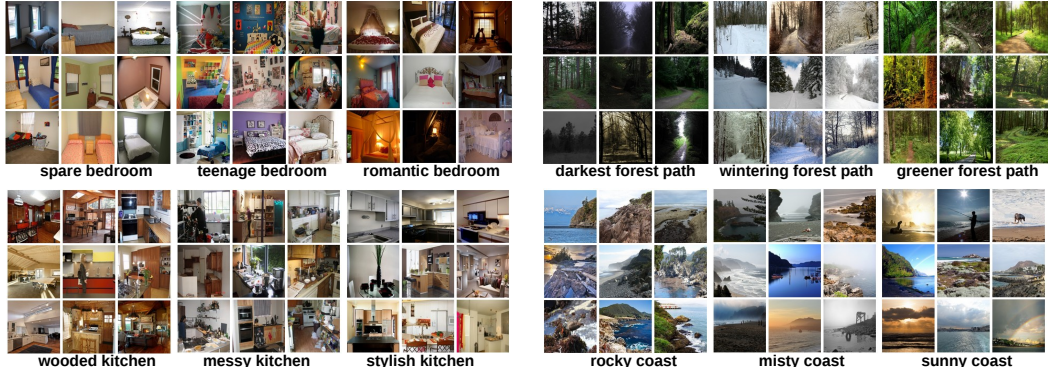 spare bedroom teenage bedroom romantic bedroom
darkest forest path wintering forest path greener forest path
wooded kitchen messy kitchen stylish kitchen
rocky coast misty coast sunny coast